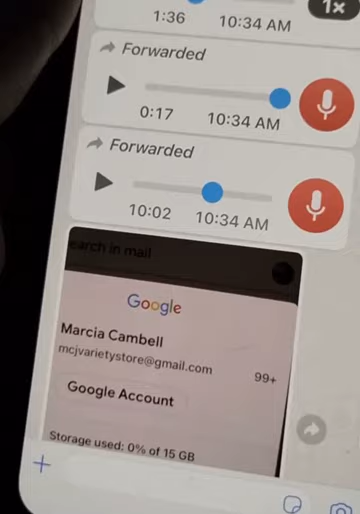 1:36 10:34 AM
1x
Forwarded
0:17 10:34 AM
Forwarded
10:02 10:34 AM
earch in mail
Google
Marcia Cambell
mcjvarietystore@gmail.com
99+
Google Account
Storage used: 0% of 15 GB